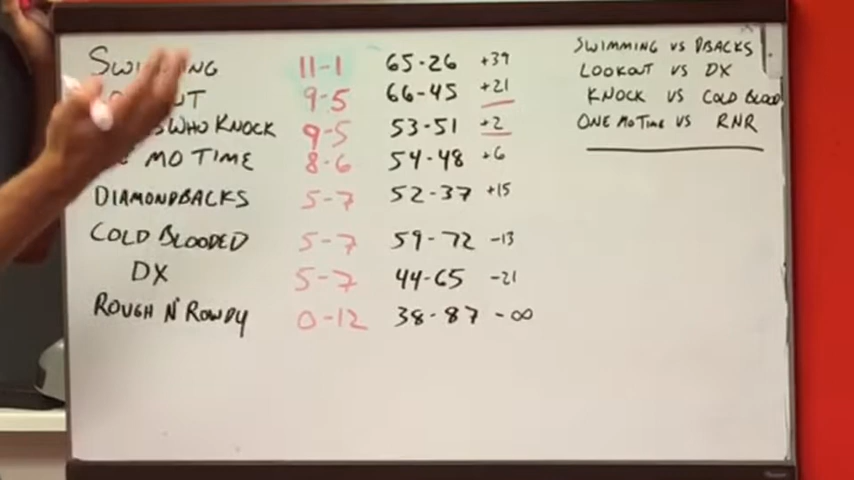 SWIMMING 11-1 65-26 +39
9-5 66-45 +21
WHO KNOCK 9-5 53-51 +2
MO TIME 8-6 54-48 +6
DIAMONDBACKS 5-7 52-37 +15
COLD BLOODED 5-7 59-72 -13
DX 5-7 44-65 -21
ROUGH N' ROWDY 0-12 38-87 -∞
SWIMMING VS DBACKS
LOOKOUT VS DX
KNOCK VS COLD BLOOD
ONE MO TIME VS RNR